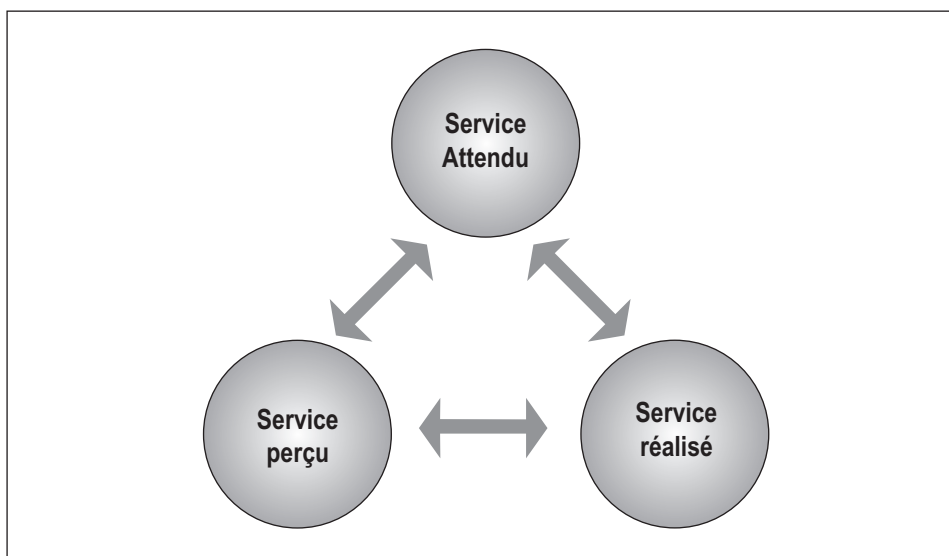 Service
Attendu
Service
perçu
Service
réalisé